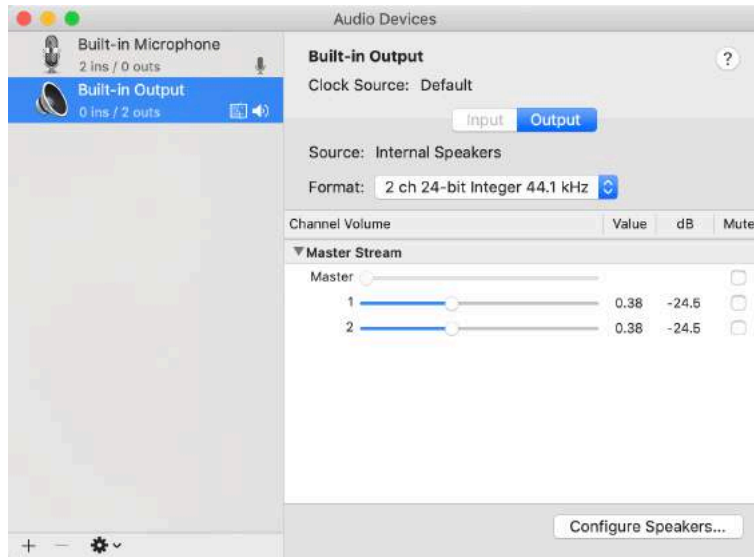 Audio Devices
Built-in Microphone
2 ins / 0 outs
Built-in Output
0 ins / 2 outs
Built-in Output
?
Clock Source: Default
Input Output
Source: Internal Speakers
Format: 2 ch 24-bit Integer 44.1 kHz
Channel Volume Value dB Mute
Master Stream
Master
1 0.38 -24.5
2 0.38 -24.5
Configure Speakers...